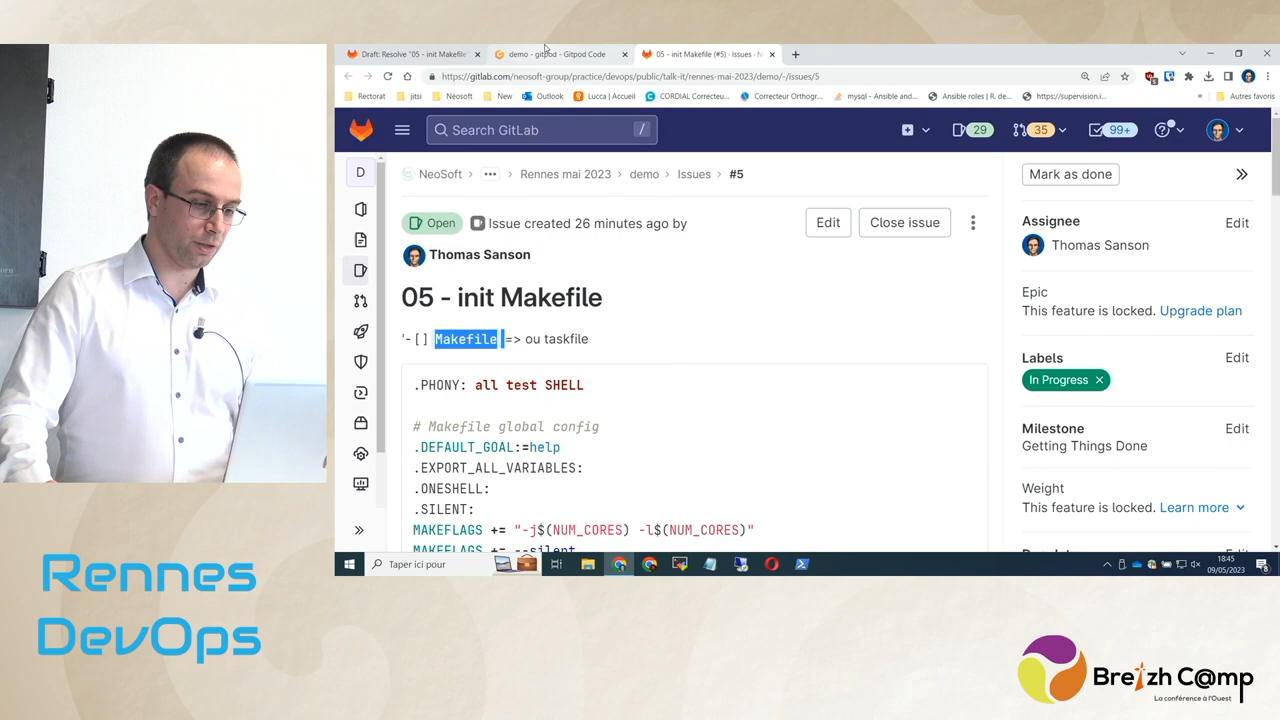 Draft: Resolve "05 - init Makefile"
demo - gitpod - Gitpod Code
05 - init Makefile (#5) · Issues · N
https://gitlab.com/neosoft-group/practice/devops/public/talk-it/rennes-mai-2023/demo/-/issues/5
Rectorat
jitsi
Néosoft
New
Outlook
Lucca | Accueil
CORDIAL Correcteu...
Correcteur Orthogr...
mysql - Ansible and...
Ansible roles | R. de...
https://supervision.i...
»
Autres favoris
Search GitLab
/
29
35
99+
D
NeoSoft > ••• > Rennes mai 2023 > demo > Issues > #5
Mark as done
»
Open
Issue created 26 minutes ago by
Thomas Sanson
Edit
Close issue
05 - init Makefile
'- [ ] Makefile => ou taskfile
.PHONY: all test SHELL
# Makefile global config
.DEFAULT_GOAL:=help
.EXPORT_ALL_VARIABLES:
.ONESHELL:
.SILENT:
MAKEFLAGS += "-j$(NUM_CORES) -l$(NUM_CORES)"
MAKEFLAGS += --silent
Assignee
Edit
Thomas Sanson
Epic
This feature is locked. Upgrade plan
Labels
Edit
In Progress ×
Milestone
Edit
Getting Things Done
Weight
This feature is locked. Learn more
Taper ici pour
18:45
09/05/2023
8
Rennes
DevOps
Breizh C@mp
La conférence à l'Ouest